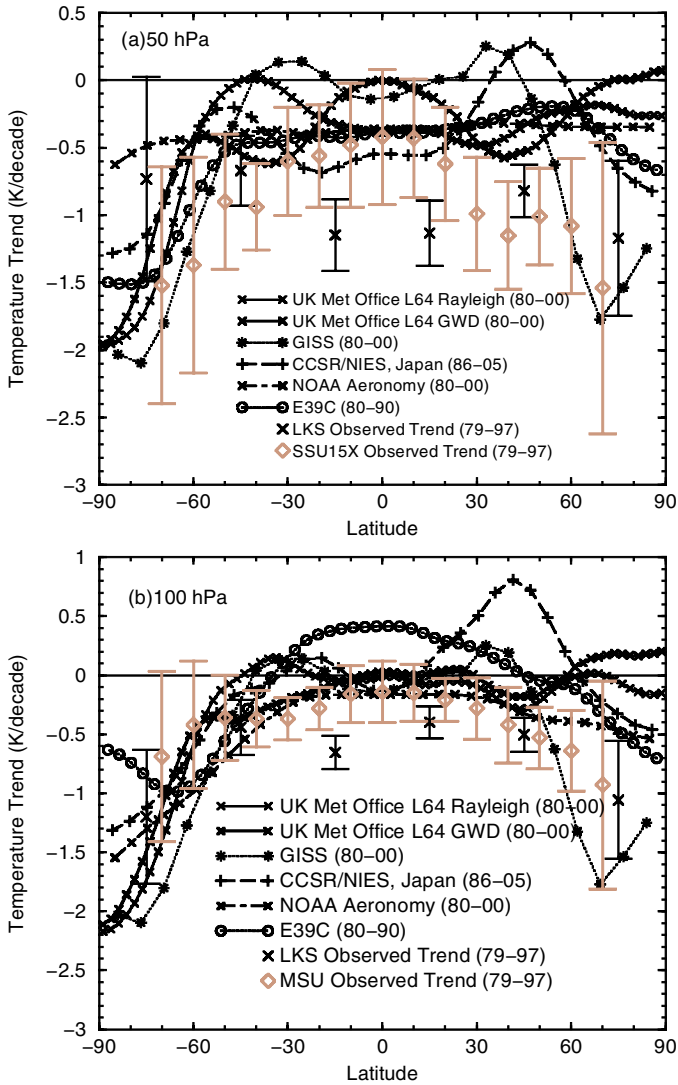 0.5
(a)50 hPa
0
−0.5
−1
−1.5
−2
−2.5
−3
Temperature Trend (K/decade)
UK Met Office L64 Rayleigh (80−00)
UK Met Office L64 GWD (80−00)
GISS (80−00)
CCSR/NIES, Japan (86−05)
NOAA Aeronomy (80−00)
E39C (80−90)
LKS Observed Trend (79−97)
SSU15X Observed Trend (79−97)
−90 −60 −30 0 30 60 90
Latitude
1
(b)100 hPa
0.5
0
−0.5
−1
−1.5
−2
−2.5
−3
Temperature Trend (K/decade)
UK Met Office L64 Rayleigh (80−00)
UK Met Office L64 GWD (80−00)
GISS (80−00)
CCSR/NIES, Japan (86−05)
NOAA Aeronomy (80−00)
E39C (80−90)
LKS Observed Trend (79−97)
MSU Observed Trend (79−97)
−90 −60 −30 0 30 60 90
Latitude